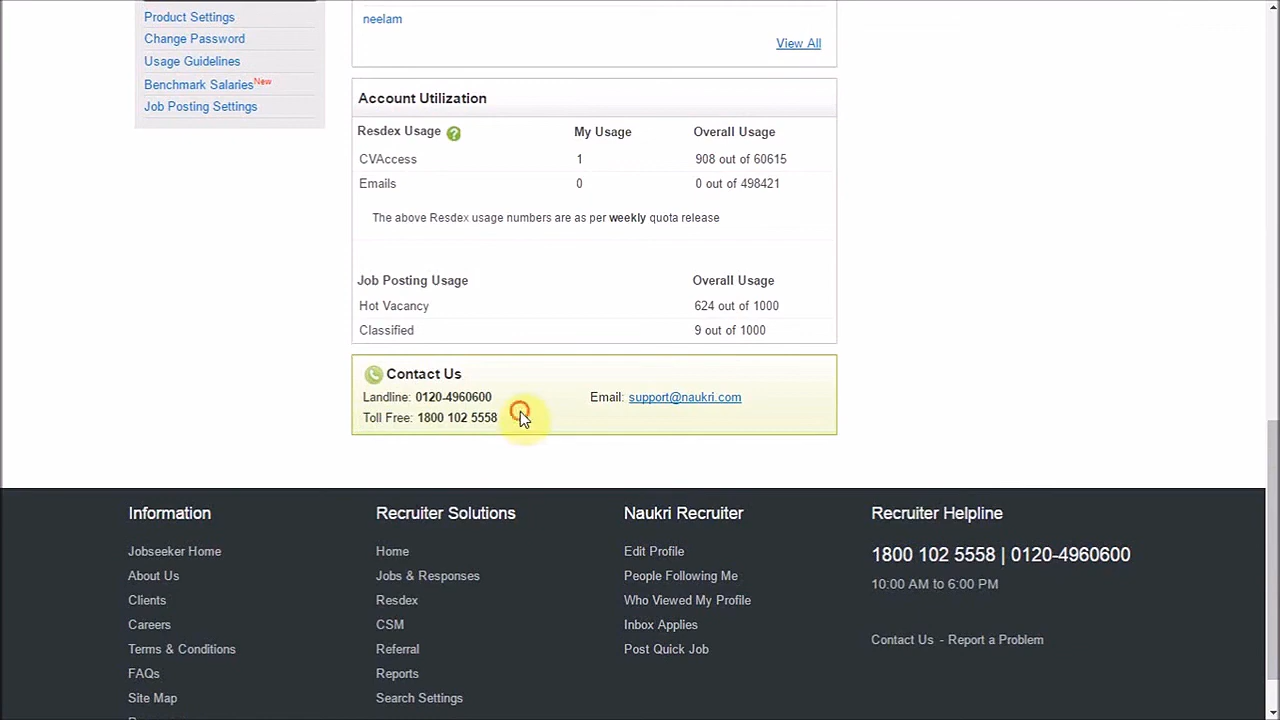 Product Settings
Change Password
Usage Guidelines
Benchmark Salaries New
Job Posting Settings
neelam
View All
Account Utilization
Resdex Usage ? My Usage Overall Usage
CVAccess 1 908 out of 60615
Emails 0 0 out of 498421
The above Resdex usage numbers are as per weekly quota release
Job Posting Usage Overall Usage
Hot Vacancy 624 out of 1000
Classified 9 out of 1000
Contact Us
Landline: 0120-4960600 Email: support@naukri.com
Toll Free: 1800 102 5558
Information
Jobseeker Home
About Us
Clients
Careers
Terms & Conditions
FAQs
Site Map
Recruiter Solutions
Home
Jobs & Responses
Resdex
CSM
Referral
Reports
Search Settings
Naukri Recruiter
Edit Profile
People Following Me
Who Viewed My Profile
Inbox Applies
Post Quick Job
Recruiter Helpline
1800 102 5558 | 0120-4960600
10:00 AM to 6:00 PM
Contact Us - Report a Problem